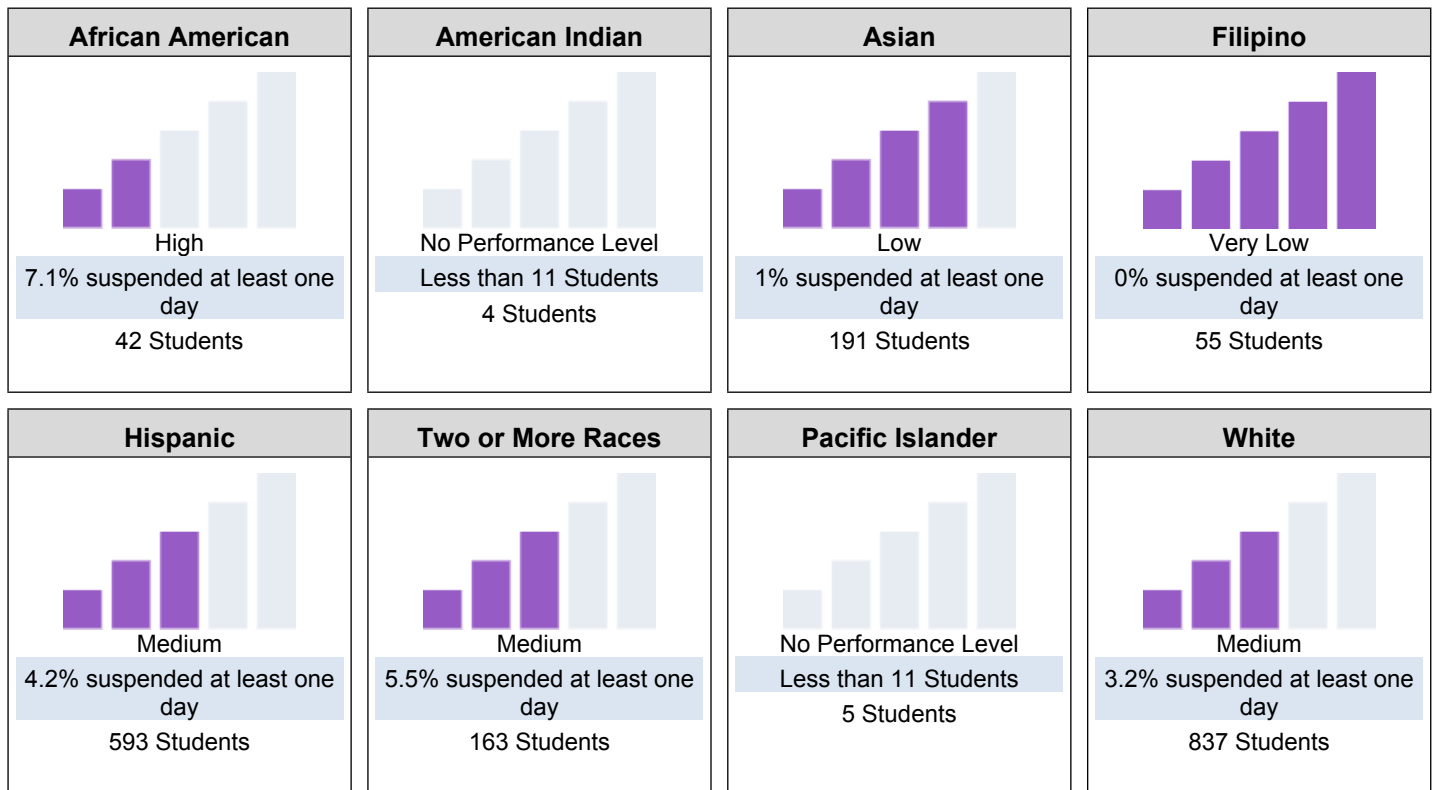 African American
High
7.1% suspended at least one
day
42 Students
American Indian
No Performance Level
Less than 11 Students
4 Students
Asian
Low
1% suspended at least one
day
191 Students
Filipino
Very Low
0% suspended at least one
day
55 Students
Hispanic
Medium
4.2% suspended at least one
day
593 Students
Two or More Races
Medium
5.5% suspended at least one
day
163 Students
Pacific Islander
No Performance Level
Less than 11 Students
5 Students
White
Medium
3.2% suspended at least one
day
837 Students